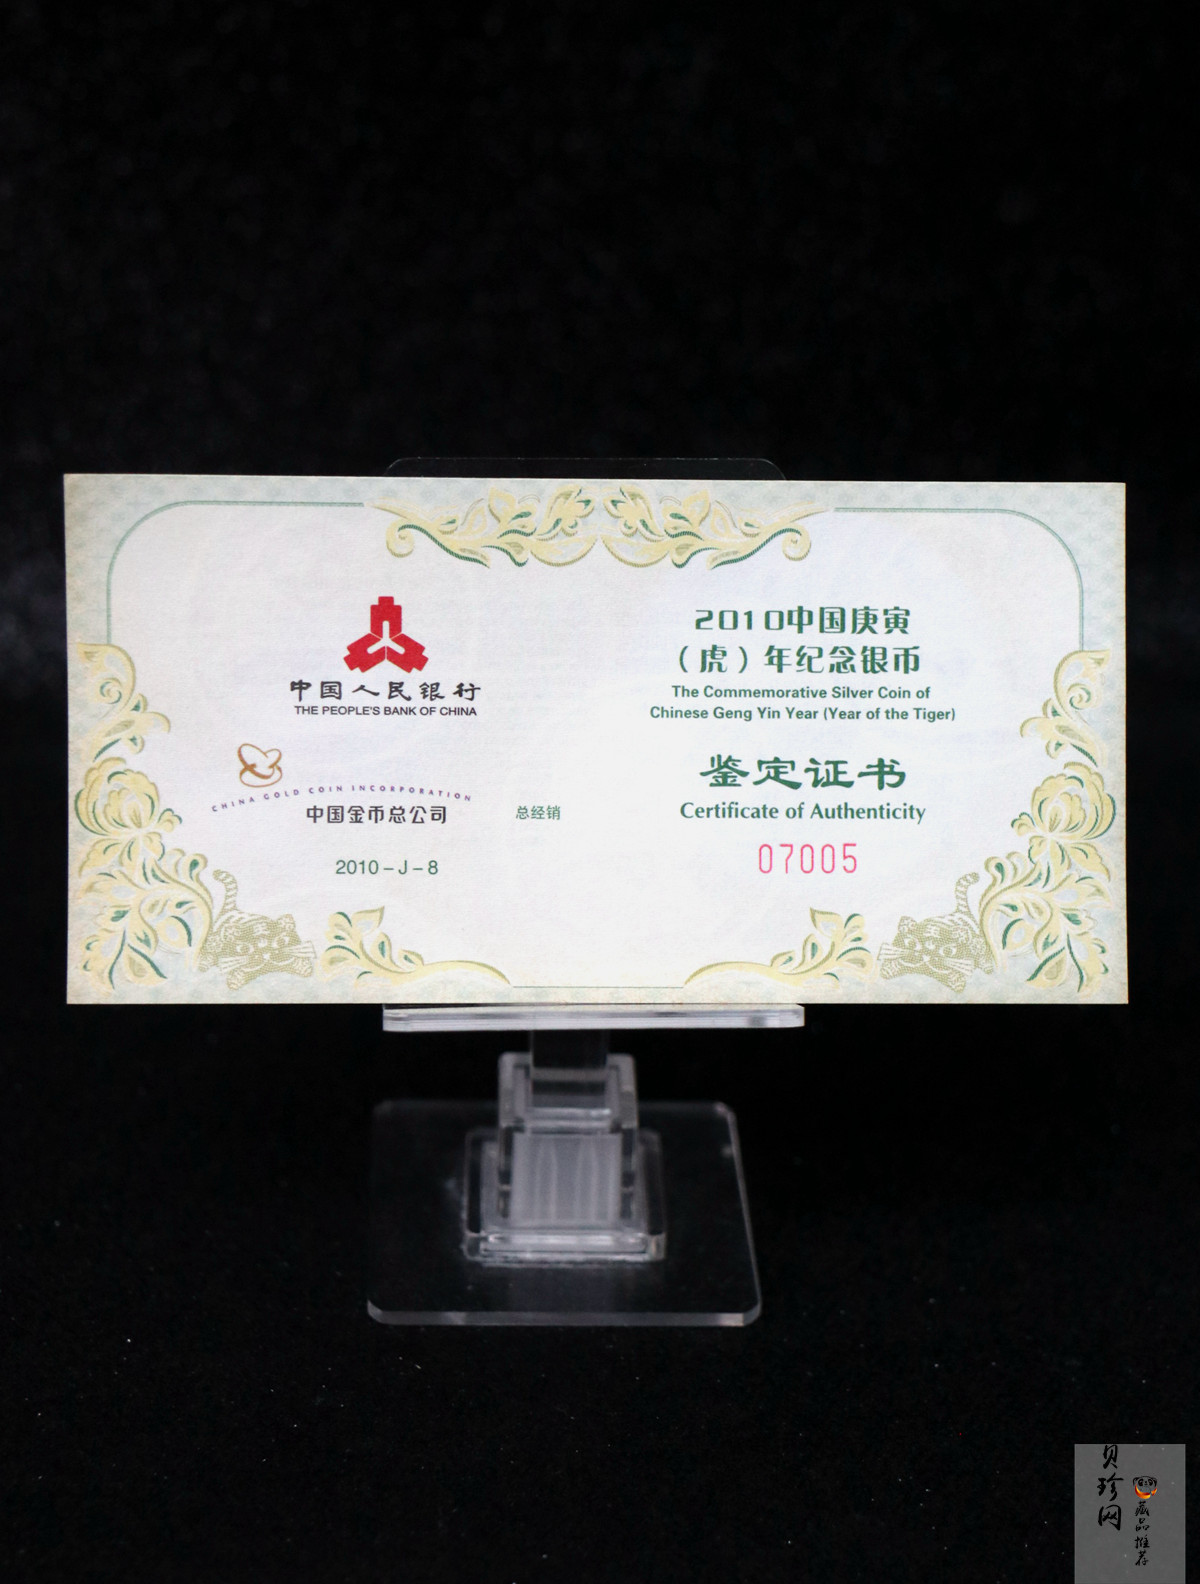 中国人民银行
THE PEOPLE'S BANK OF CHINA
CHINA GOLD COIN INCORPORATION
中国金币总公司 总经销
2010-J-8
2010中国庚寅
（虎）年纪念银币
The Commemorative Silver Coin of
Chinese Geng Yin Year (Year of the Tiger)
鉴定证书
Certificate of Authenticity
07005
王
王
贝珍网
藏品推荐